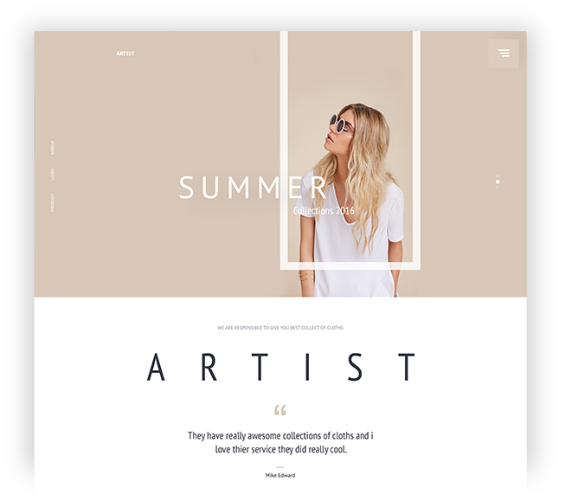 ARTIST
SUMMER
Collections 2016
WE ARE RESPONSIBLE TO GIVE YOU BEST COLLECT OF CLOTHS
ARTIST
“
They have really awesome collections of cloths and i
love thier service they did really cool.
Mike Edward